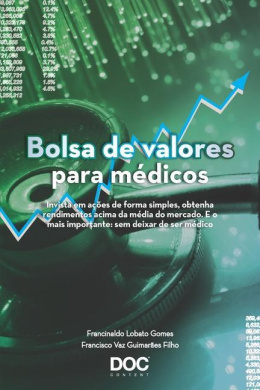 Bolsa de valores
para médicos
Invista em ações de forma simples, obtenha
rendimentos acima da média do mercado. E o
mais importante: sem deixar de ser médico
Francinaldo Lobato Gomes
Francisco Vaz Guimarães Filho
DOC
CONTENT